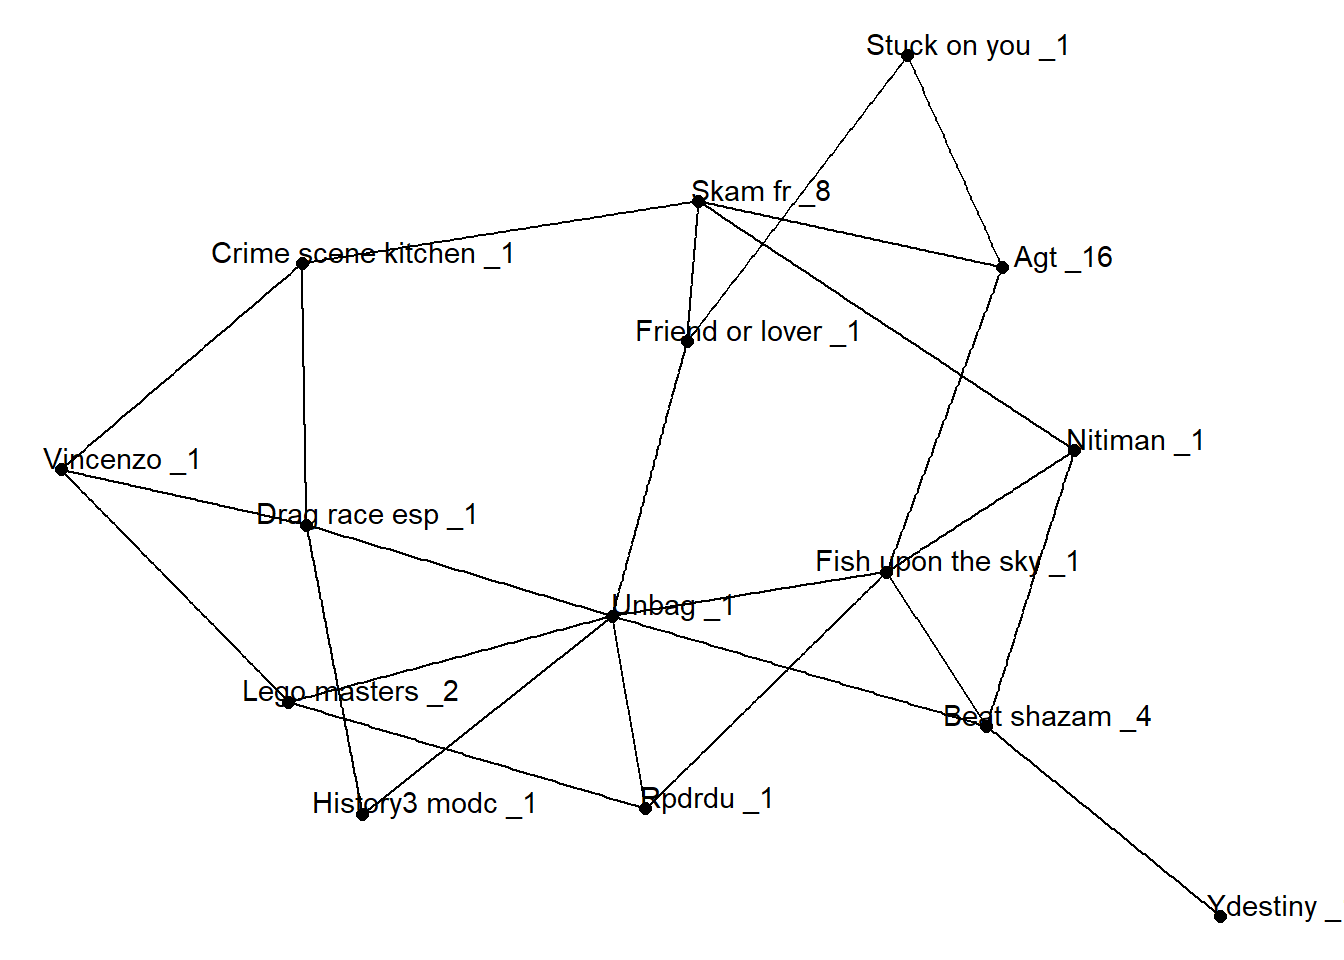 Stuck on you _1
Skam fr _8
Crime scene kitchen _1
Agt _16
Friend or lover _1
Nitiman _1
Vincenzo _1
Drag race esp _1
Fish upon the sky _1
Unbag _1
Lego masters _2
Beat shazam _4
History3 modc _1
Rpdrdu _1
Ydestiny _